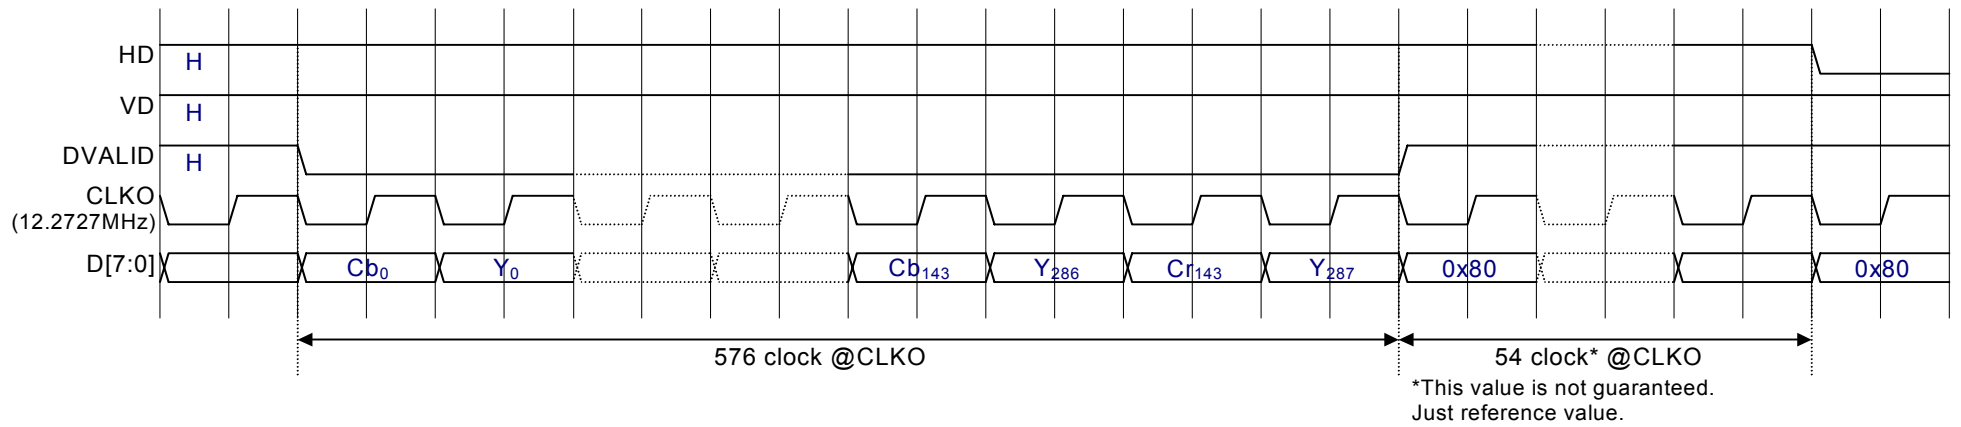 HD H
VD H
DVALID H
CLKO
(12.2727MHz)
D[7:0] Cb₀ Y₀ Cb₁₄₃ Y₂₈₆ Cr₁₄₃ Y₂₈₇ 0x80 0x80
576 clock @CLKO 54 clock* @CLKO
*This value is not guaranteed.
Just reference value.